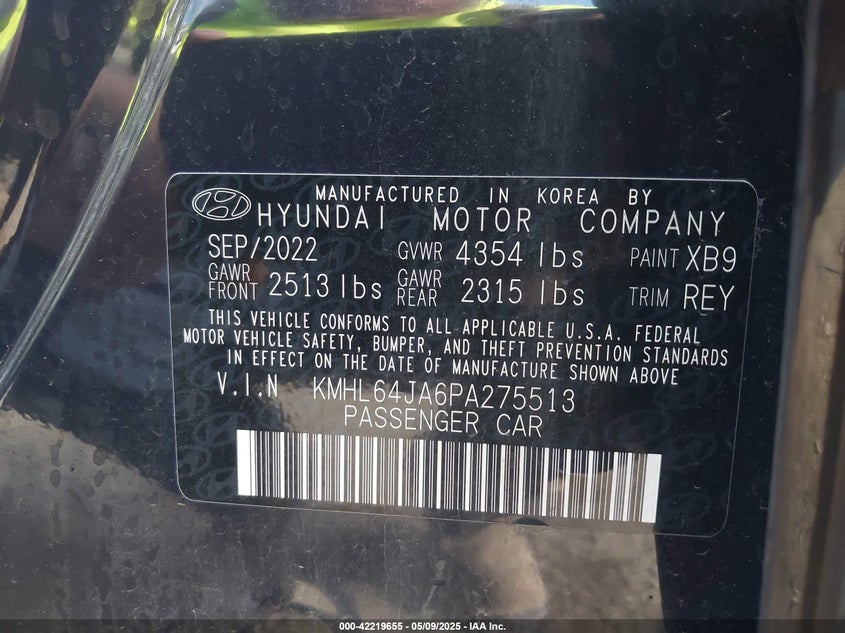 MANUFACTURED IN KOREA BY
HYUNDAI MOTOR COMPANY
SEP/2022 GVWR 4354 lbs PAINT XB9
GAWR FRONT 2513 lbs GAWR REAR 2315 lbs TRIM REY
THIS VEHICLE CONFORMS TO ALL APPLICABLE U.S.A. FEDERAL
MOTOR VEHICLE SAFETY, BUMPER, AND THEFT PREVENTION STANDARDS
IN EFFECT ON THE DATE OF MANUFACTURE SHOWN ABOVE
V.I.N KMHL64JA6PA275513
PASSENGER CAR
000-42219655 - 05/09/2025 - IAA Inc.